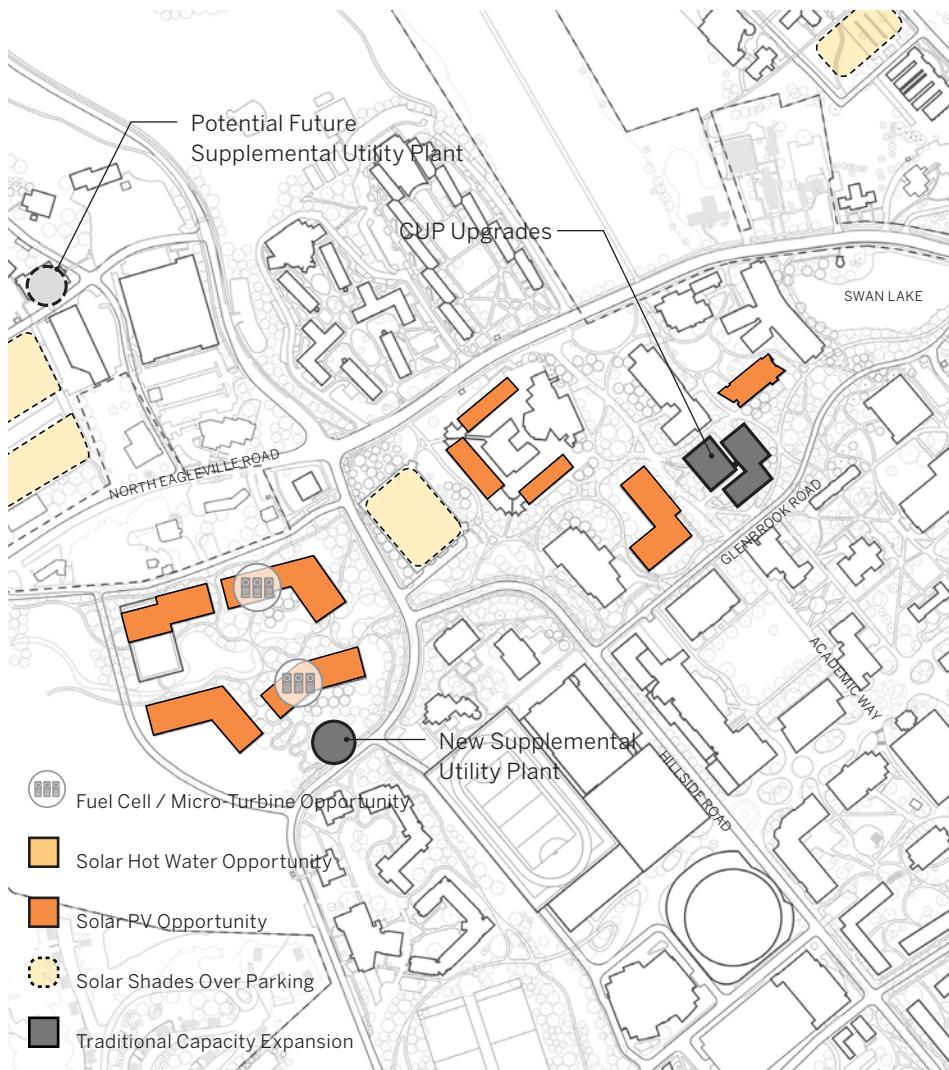 Potential Future
Supplemental Utility Plant
CUP Upgrades
SWAN LAKE
NORTH EAGLEVILLE ROAD
GLENBROOK ROAD
ACADEMIC WAY
New Supplemental
Utility Plant
HILLSIDE ROAD
Fuel Cell / Micro-Turbine Opportunity
Solar Hot Water Opportunity
Solar PV Opportunity
Solar Shades Over Parking
Traditional Capacity Expansion